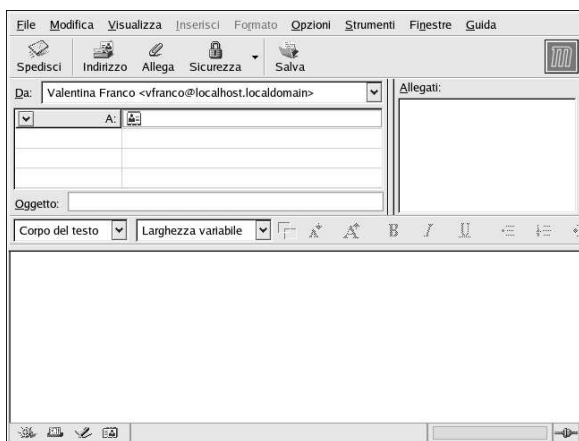 File Modifica Visualizza Inserisci Formato Opzioni Strumenti Finestre Guida
Spedisci Indirizzo Allega Sicurezza Salva
Da: Valentina Franco <vfranco@localhost.localdomain> Allegati:
A:
Oggetto:
Corpo del testo Larghezza variabile A A B I U